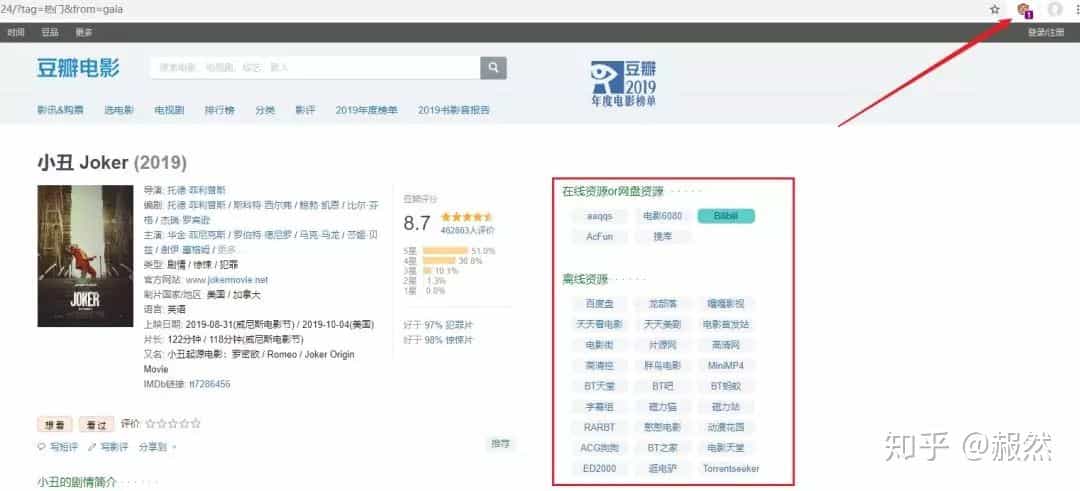 24/?tag=热门&from=gaia
1
时间 豆品 更多
登录/注册
豆瓣电影
搜索电影、电视剧、综艺、影人
豆瓣
2019
年度电影榜单
影讯&购票 选电影 电视剧 排行榜 分类 影评 2019年度榜单 2019书影音报告
小丑 Joker (2019)
JOKER
导演: 托德·菲利普斯
编剧: 托德·菲利普斯 / 斯科特·西尔弗 / 鲍勃·凯恩 / 比尔·芬
格 / 杰瑞·罗宾逊
主演: 华金·菲尼克斯 / 罗伯特·德尼罗 / 马克·马龙 / 莎姬·贝
兹 / 谢伊·惠格姆 / 更多...
类型: 剧情 / 惊悚 / 犯罪
官方网站: www.jokermovie.net
制片国家/地区: 美国 / 加拿大
语言: 英语
上映日期: 2019-08-31(威尼斯电影节) / 2019-10-04(美国)
片长: 122分钟 / 118分钟(威尼斯电影节)
又名: 小丑起源电影：罗密欧 / Romeo / Joker Origin
Movie
IMDb链接: tt7286456
豆瓣评分
8.7
462863人评价
5星 51.0%
4星 36.8%
3星 10.1%
2星 1.3%
1星 0.8%
好于 97% 犯罪片
好于 98% 惊悚片
想看 看过 评价:
写短评 写影评 分享到
推荐
小丑的剧情简介 · · · · · ·
在线资源or网盘资源 · · · · ·
aaqqs 电影6080 Bilibili
AcFun 搜库
离线资源 · · · · · ·
百度盘 龙部落 嘎嘎影视
天天看电影 天天美剧 电影首发站
电影街 片源网 高清网
高清控 胖鸟电影 MiniMP4
BT天堂 BT吧 BT蚂蚁
字幕组 磁力猫 磁力站
RARBT 憨憨电影 动漫花园
ACG狗狗 BT之家 电影天堂
ED2000 逛电驴 Torrentseeker
知乎 @赧然